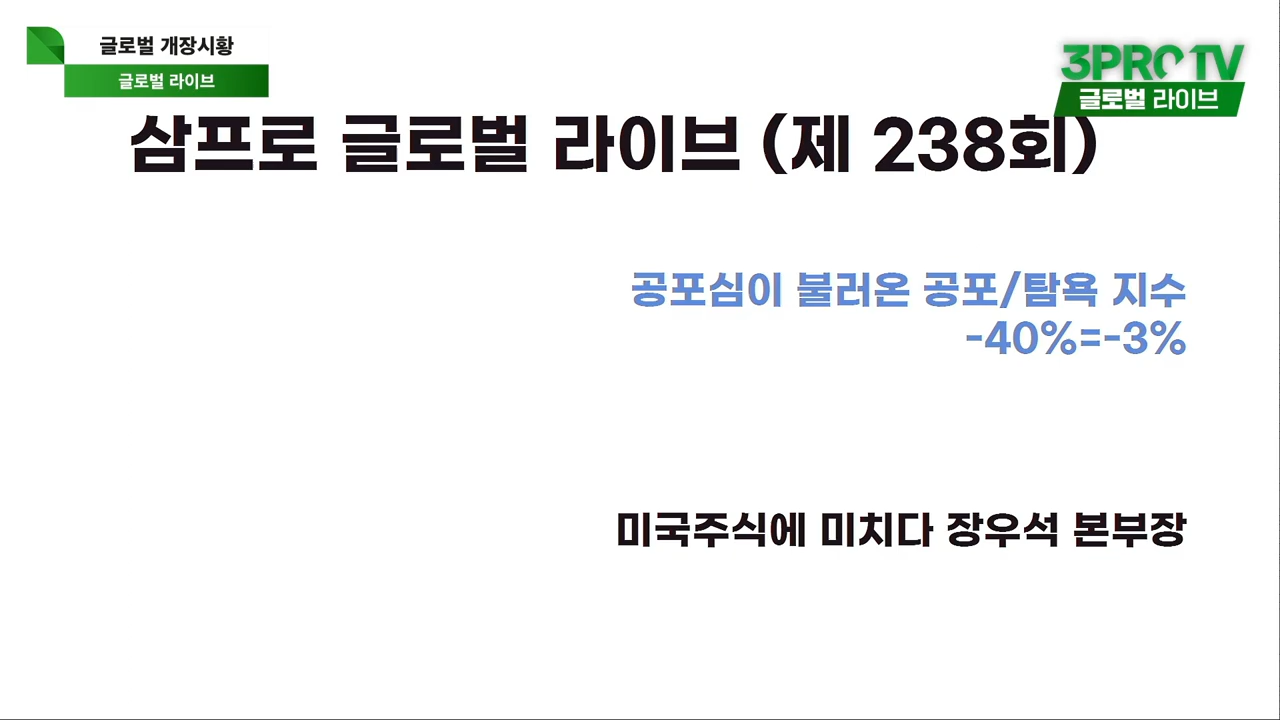 글로벌 개장시황
글로벌 라이브
3PRO TV
글로벌 라이브
삼프로 글로벌 라이브 (제 238회)
공포심이 불러온 공포/탐욕 지수
-40%=-3%
미국주식에 미치다 장우석 본부장